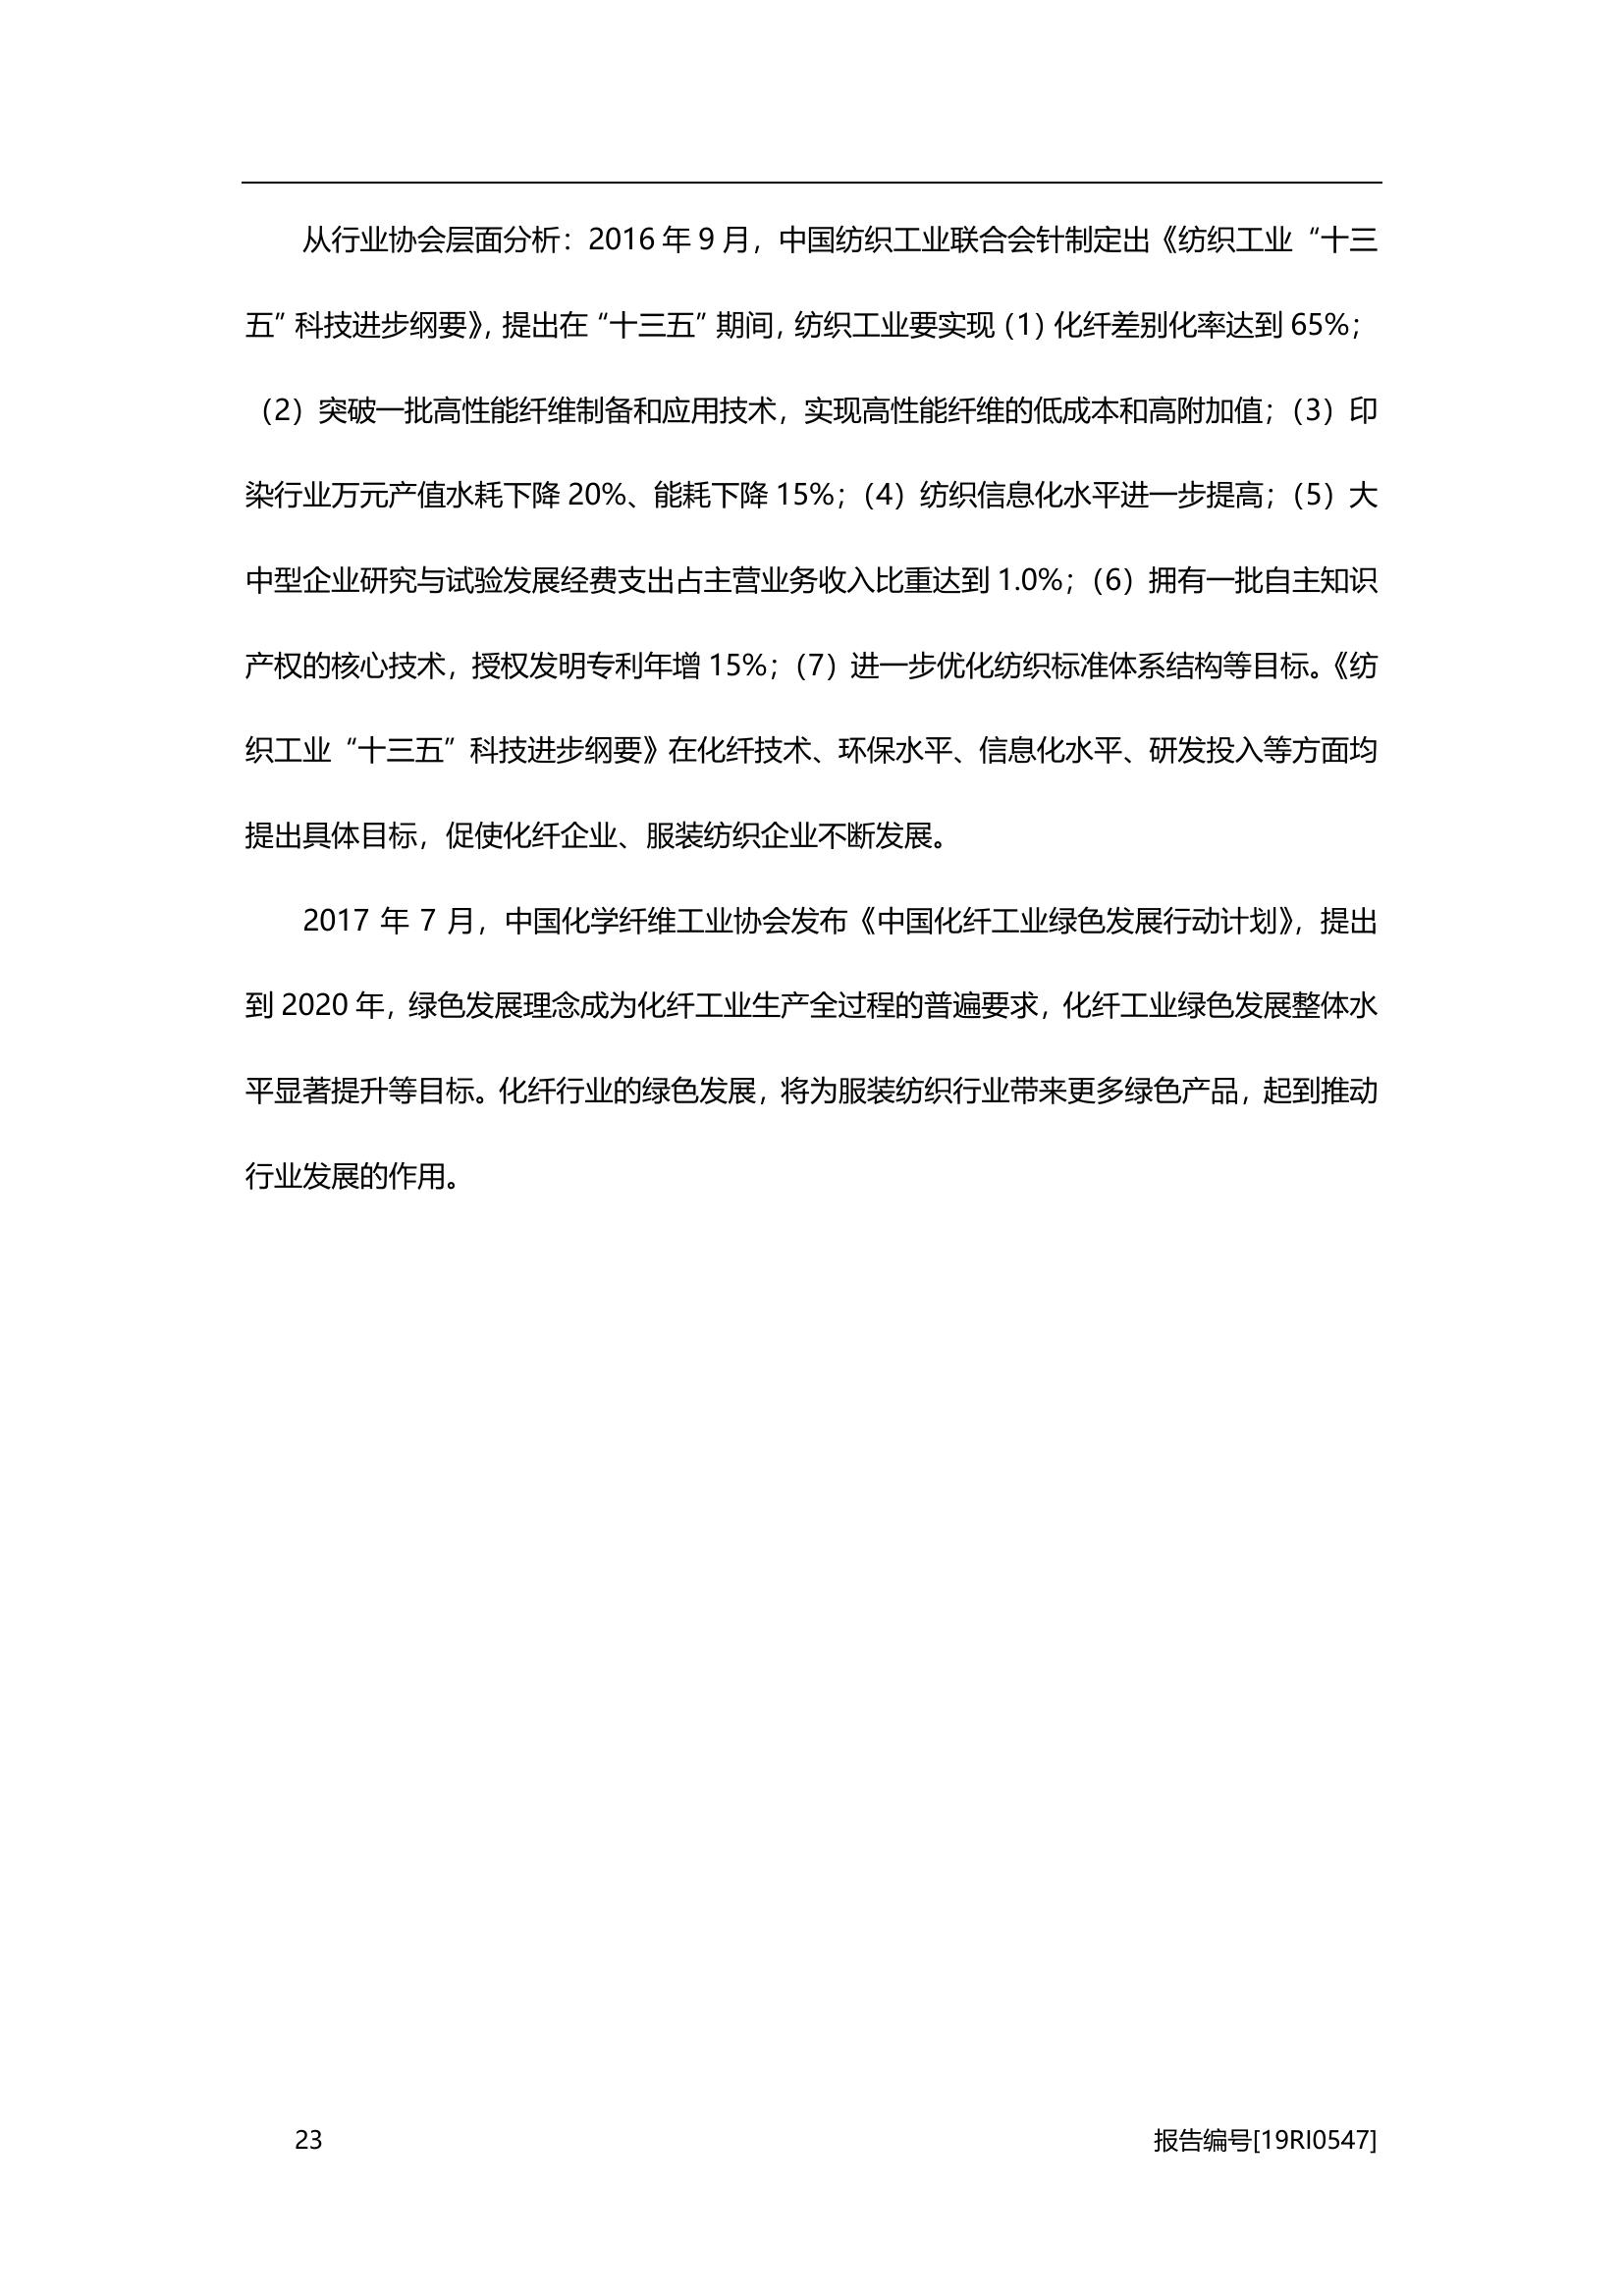 从行业协会层面分析：2016 年 9 月，中国纺织工业联合会针制定出《纺织工业“十三
五”科技进步纲要》，提出在“十三五”期间，纺织工业要实现（1）化纤差别化率达到 65%；
（2）突破一批高性能纤维制备和应用技术，实现高性能纤维的低成本和高附加值；（3）印
染行业万元产值水耗下降 20%、能耗下降 15%；（4）纺织信息化水平进一步提高；（5）大
中型企业研究与试验发展经费支出占主营业务收入比重达到 1.0%；（6）拥有一批自主知识
产权的核心技术，授权发明专利年增 15%；（7）进一步优化纺织标准体系结构等目标。《纺
织工业“十三五”科技进步纲要》在化纤技术、环保水平、信息化水平、研发投入等方面均
提出具体目标，促使化纤企业、服装纺织企业不断发展。
2017 年 7 月，中国化学纤维工业协会发布《中国化纤工业绿色发展行动计划》，提出
到 2020 年，绿色发展理念成为化纤工业生产全过程的普遍要求，化纤工业绿色发展整体水
平显著提升等目标。化纤行业的绿色发展，将为服装纺织行业带来更多绿色产品，起到推动
行业发展的作用。
23 报告编号[19RI0547]